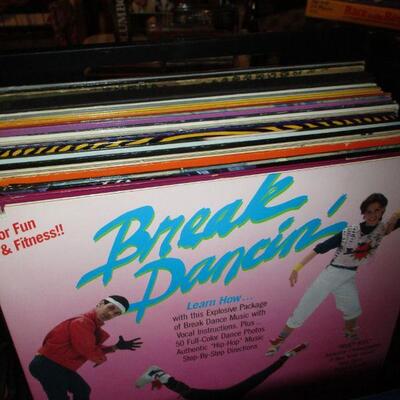 For Fun
& Fitness!!
Break
Dancin'
Learn How...
with this Explosive Package
of Break Dance Music with
Vocal Instructions. Plus..
50 Full-Color Dance Photos
Authentic "Hip-Hop" Music
Step-By-Step Directions